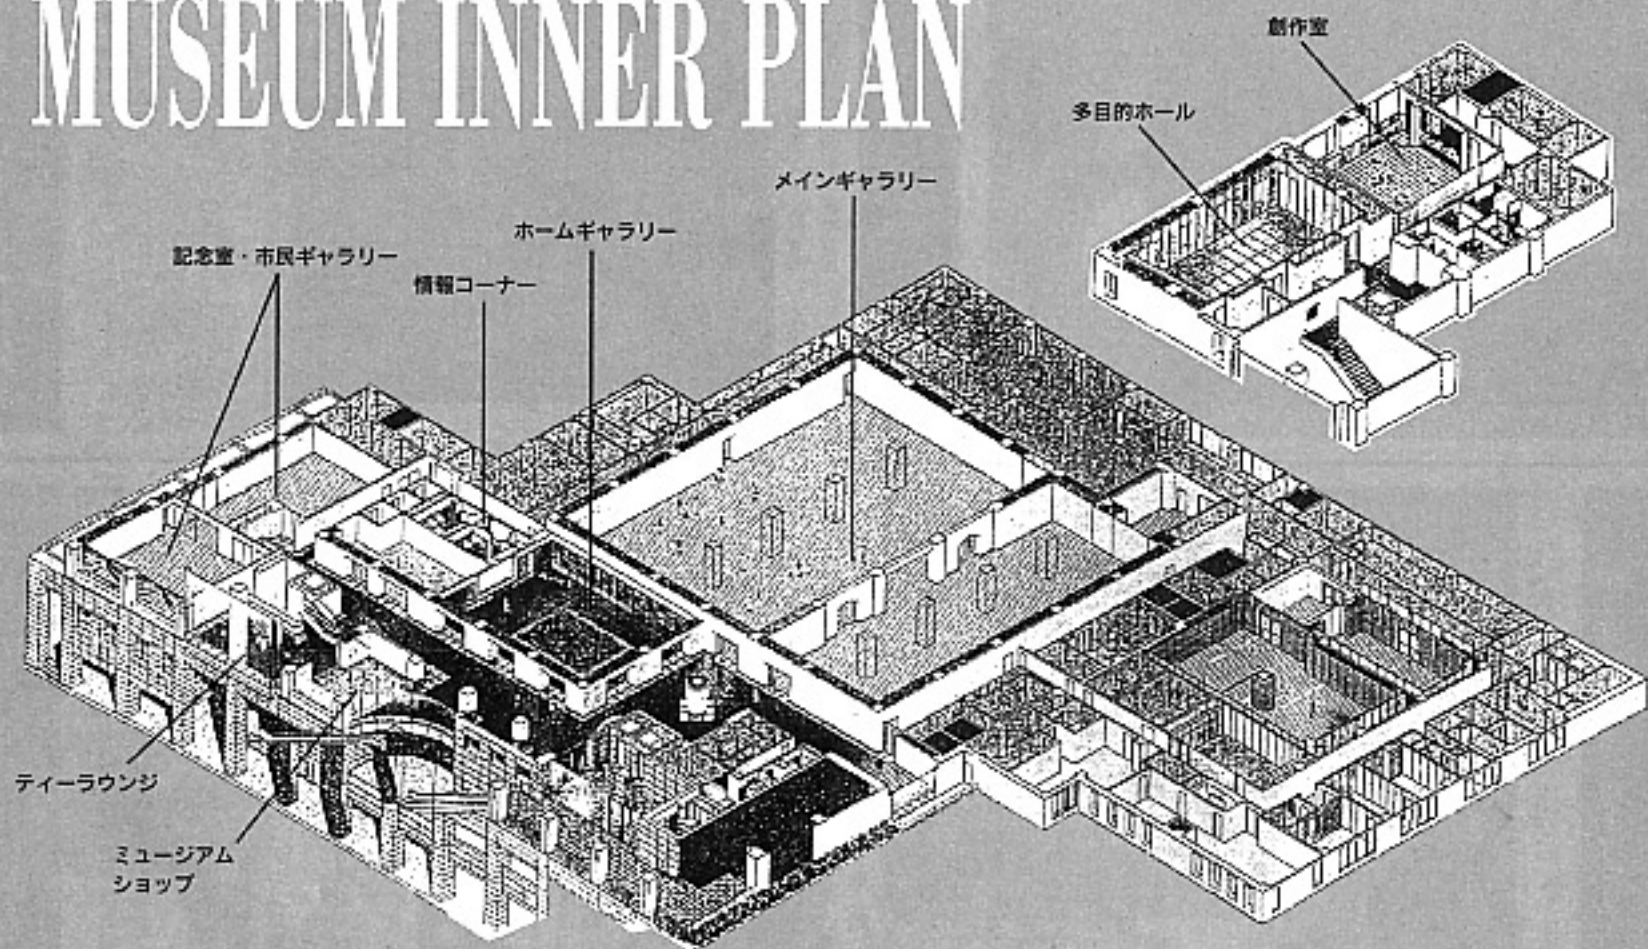 MUSEUM INNER PLAN
創作室
多目的ホール
メインギャラリー
ホームギャラリー
記念室・市民ギャラリー
情報コーナー
ティーラウンジ
ミュージアム
ショップ